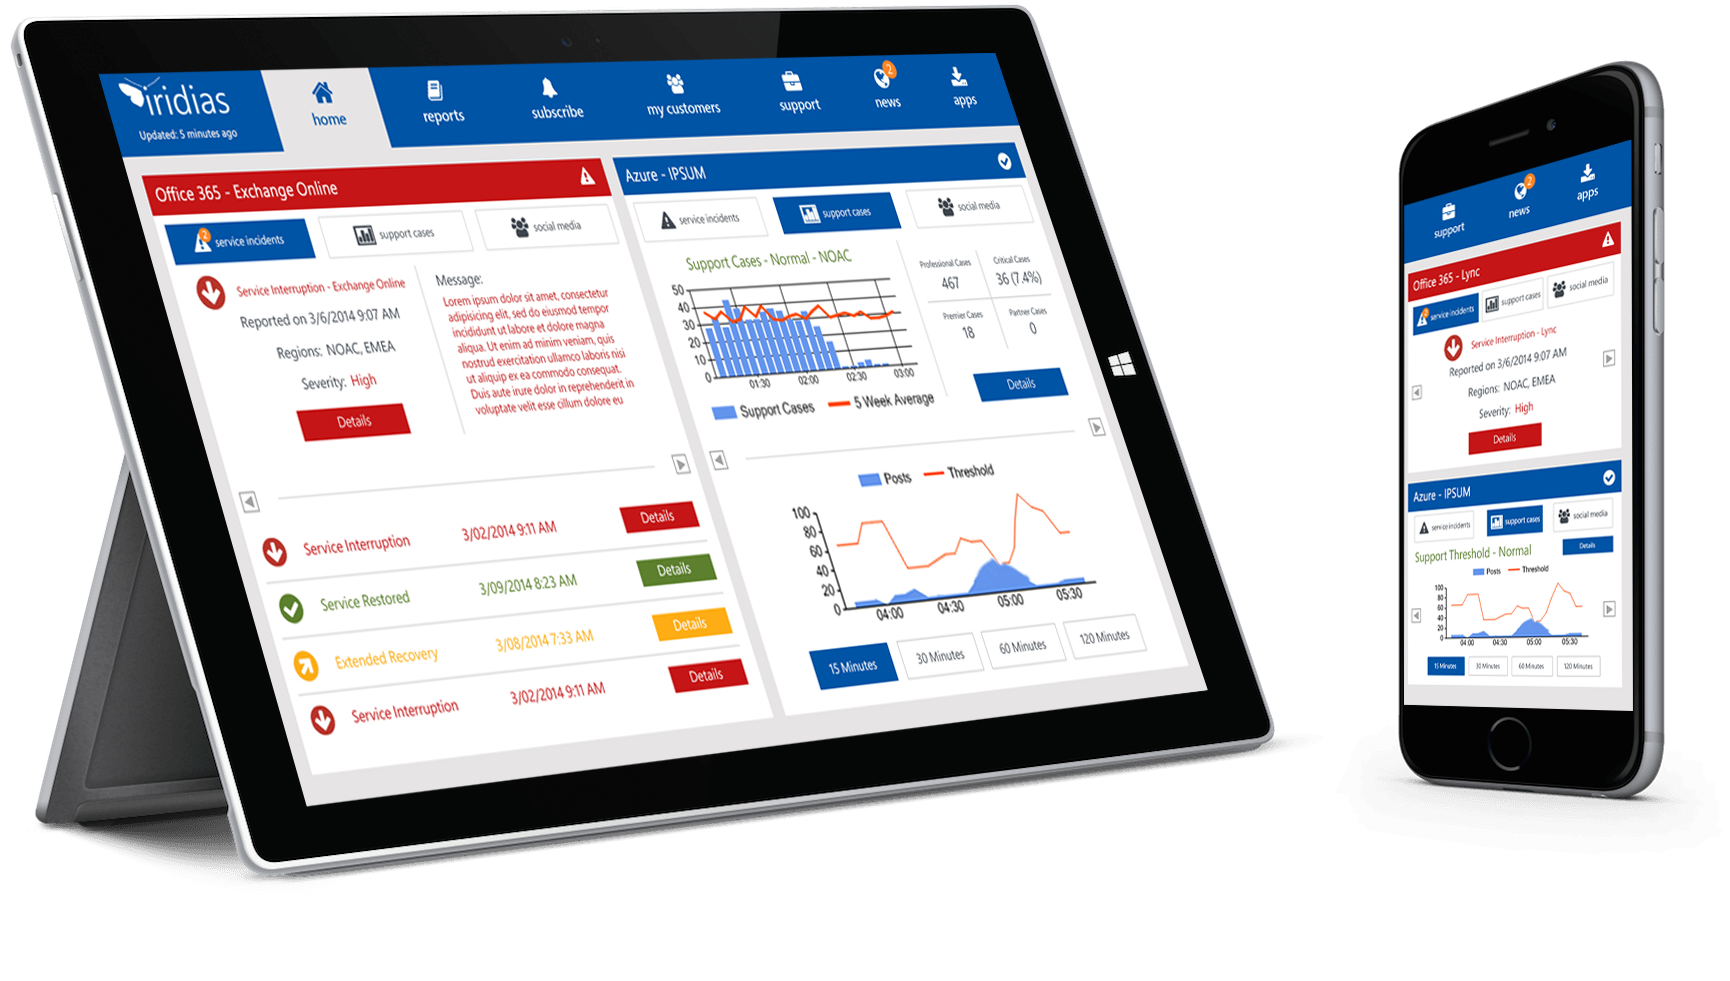 iridias
Updated: 5 minutes ago
home
reports
subscribe
my customers
support
2
news
apps
Office 365 - Exchange Online
2
service incidents
support cases
social media
Service Interruption - Exchange Online
Reported on 3/6/2014 9:07 AM
Regions: NOAC, EMEA
Severity: High
Details
Message:
Lorem ipsum dolor sit amet, consectetur
adipisicing elit, sed do eiusmod tempor
incididunt ut labore et dolore magna
aliqua. Ut enim ad minim veniam, quis
nostrud exercitation ullamco laboris nisi
ut aliquip ex ea commodo consequat.
Duis aute irure dolor in reprehenderit in
voluptate velit esse cillum dolore eu
Service Interruption 3/02/2014 9:11 AM Details
Service Restored 3/09/2014 8:23 AM Details
Extended Recovery 3/08/2014 7:33 AM Details
Service Interruption 3/02/2014 9:11 AM Details
Azure - IPSUM
service incidents
support cases
social media
Support Cases - Normal - NOAC
50
40
30
20
10
0
01:30 02:00 02:30 03:00
Support Cases 5 Week Average
Professional Cases
467
Critical Cases
36 (7.4%)
Premier Cases
18
Partner Cases
0
Details
Posts Threshold
100
80
60
40
20
0
04:00 04:30 05:00 05:30
15 Minutes 30 Minutes 60 Minutes 120 Minutes
support
2
news
apps
Office 365 - Lync
2
service incidents
support cases
social media
Service Interruption - Lync
Reported on 3/6/2014 9:07 AM
Regions: NOAC, EMEA
Severity: High
Details
Azure - IPSUM
service incidents
support cases
social media
Support Threshold - Normal
Details
Posts Threshold
100
80
60
40
20
0
04:00 04:30 05:00 05:30
15 Minutes 30 Minutes 60 Minutes 120 Minutes